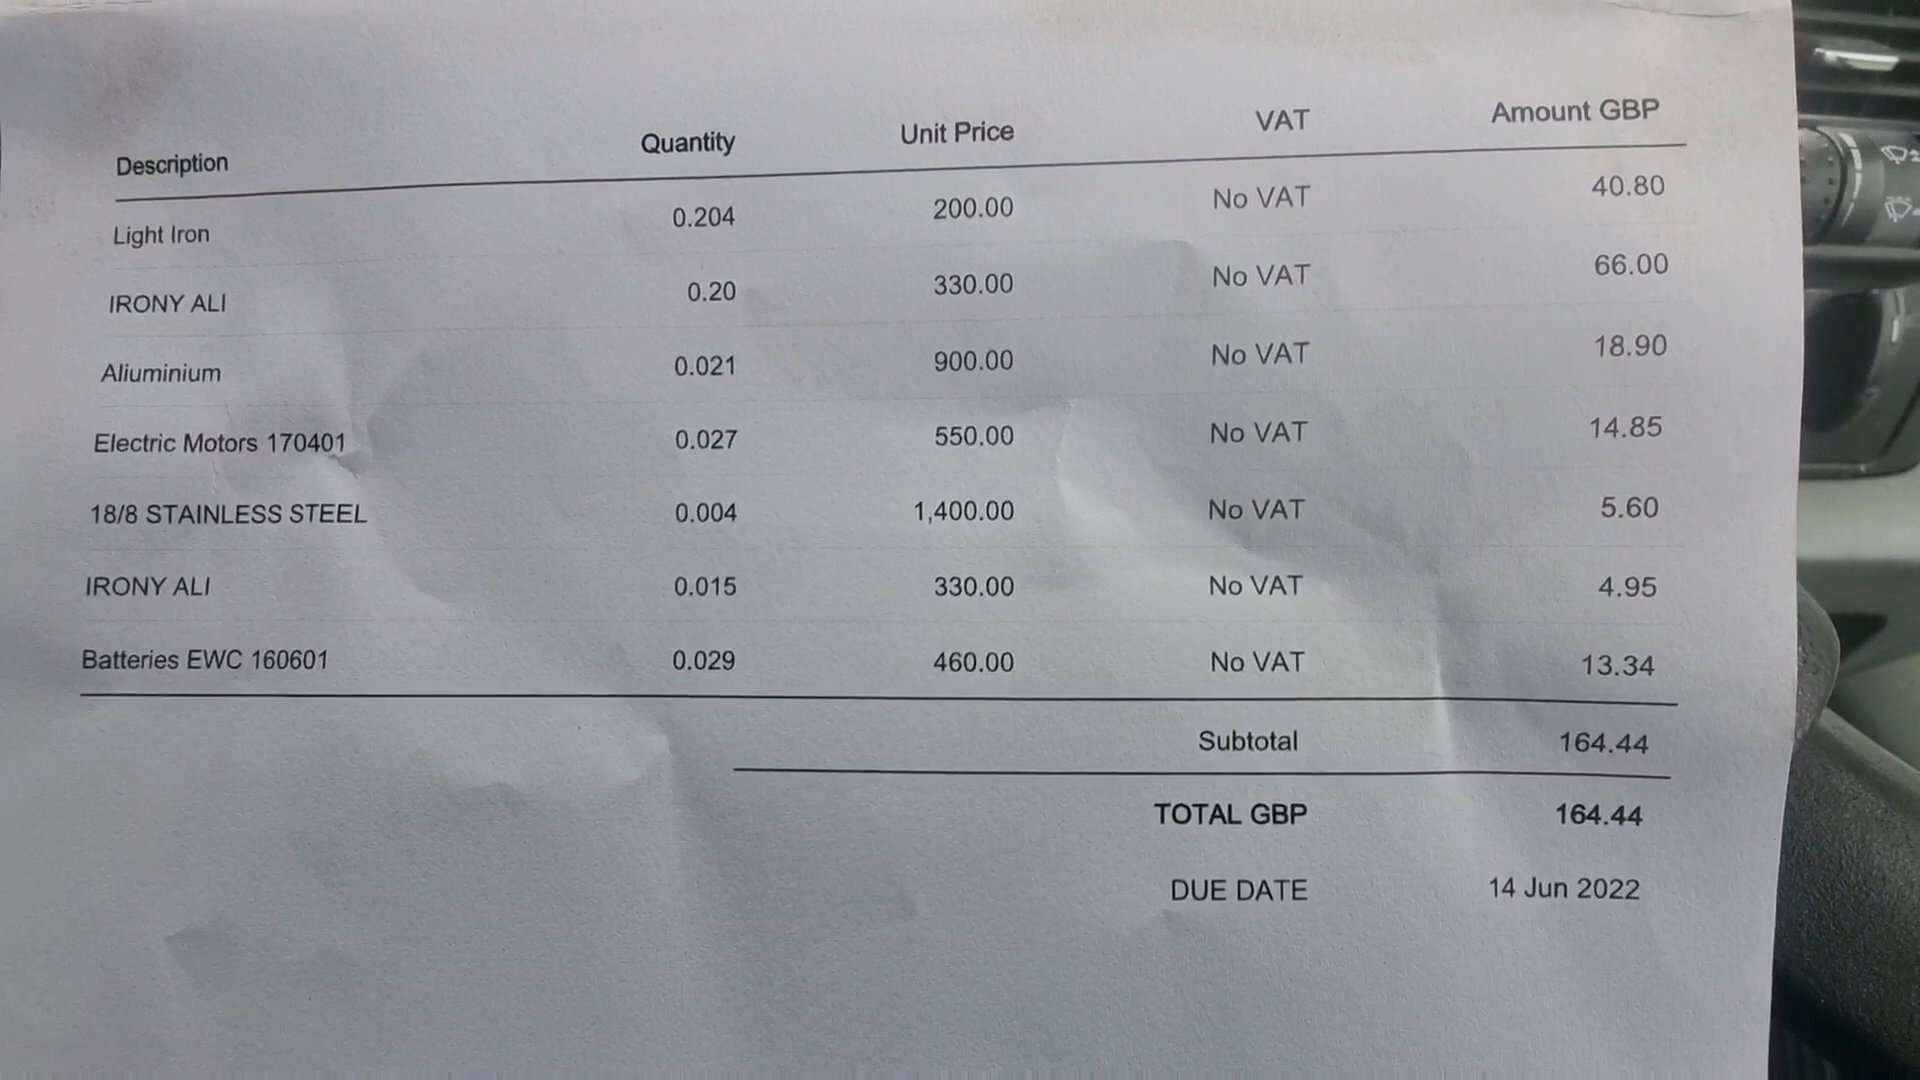 Description Quantity Unit Price VAT Amount GBP
Light Iron 0.204 200.00 No VAT 40.80
IRONY ALI 0.20 330.00 No VAT 66.00
Aliuminium 0.021 900.00 No VAT 18.90
Electric Motors 170401 0.027 550.00 No VAT 14.85
18/8 STAINLESS STEEL 0.004 1,400.00 No VAT 5.60
IRONY ALI 0.015 330.00 No VAT 4.95
Batteries EWC 160601 0.029 460.00 No VAT 13.34
Subtotal 164.44
TOTAL GBP 164.44
DUE DATE 14 Jun 2022